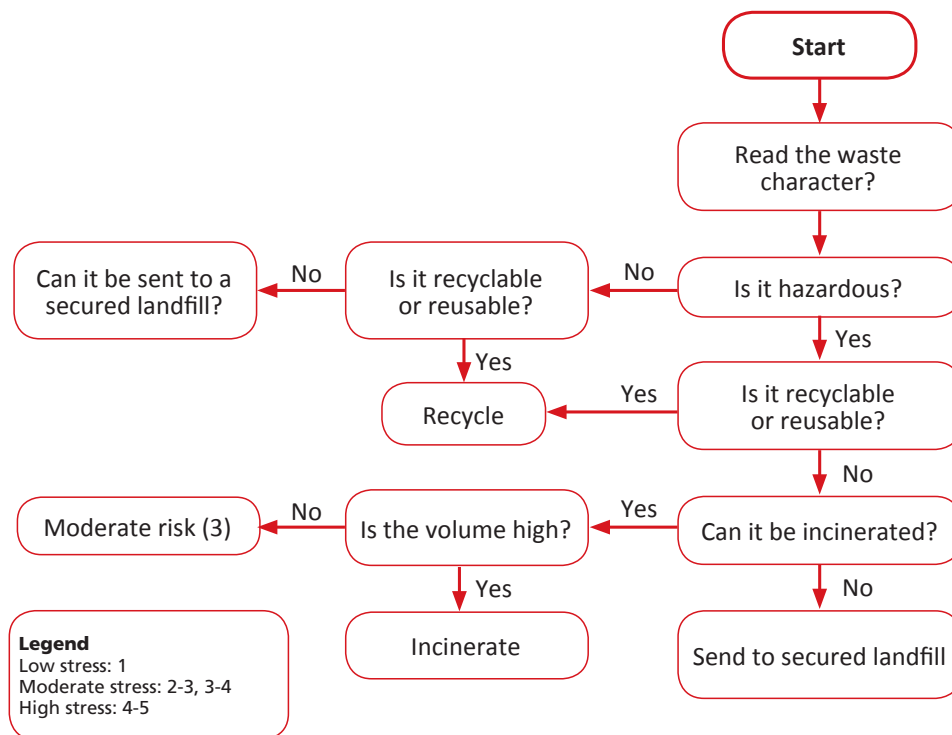 Start
Read the waste
character?
Is it hazardous?
No
Is it recyclable
or reusable?
No
Can it be sent to a
secured landfill?
Yes
Yes
Recycle
Is it recyclable
or reusable?
Yes
No
Can it be incinerated?
Yes
Is the volume high?
No
Moderate risk (3)
Yes
Incinerate
No
Send to secured landfill
Legend
Low stress: 1
Moderate stress: 2-3, 3-4
High stress: 4-5